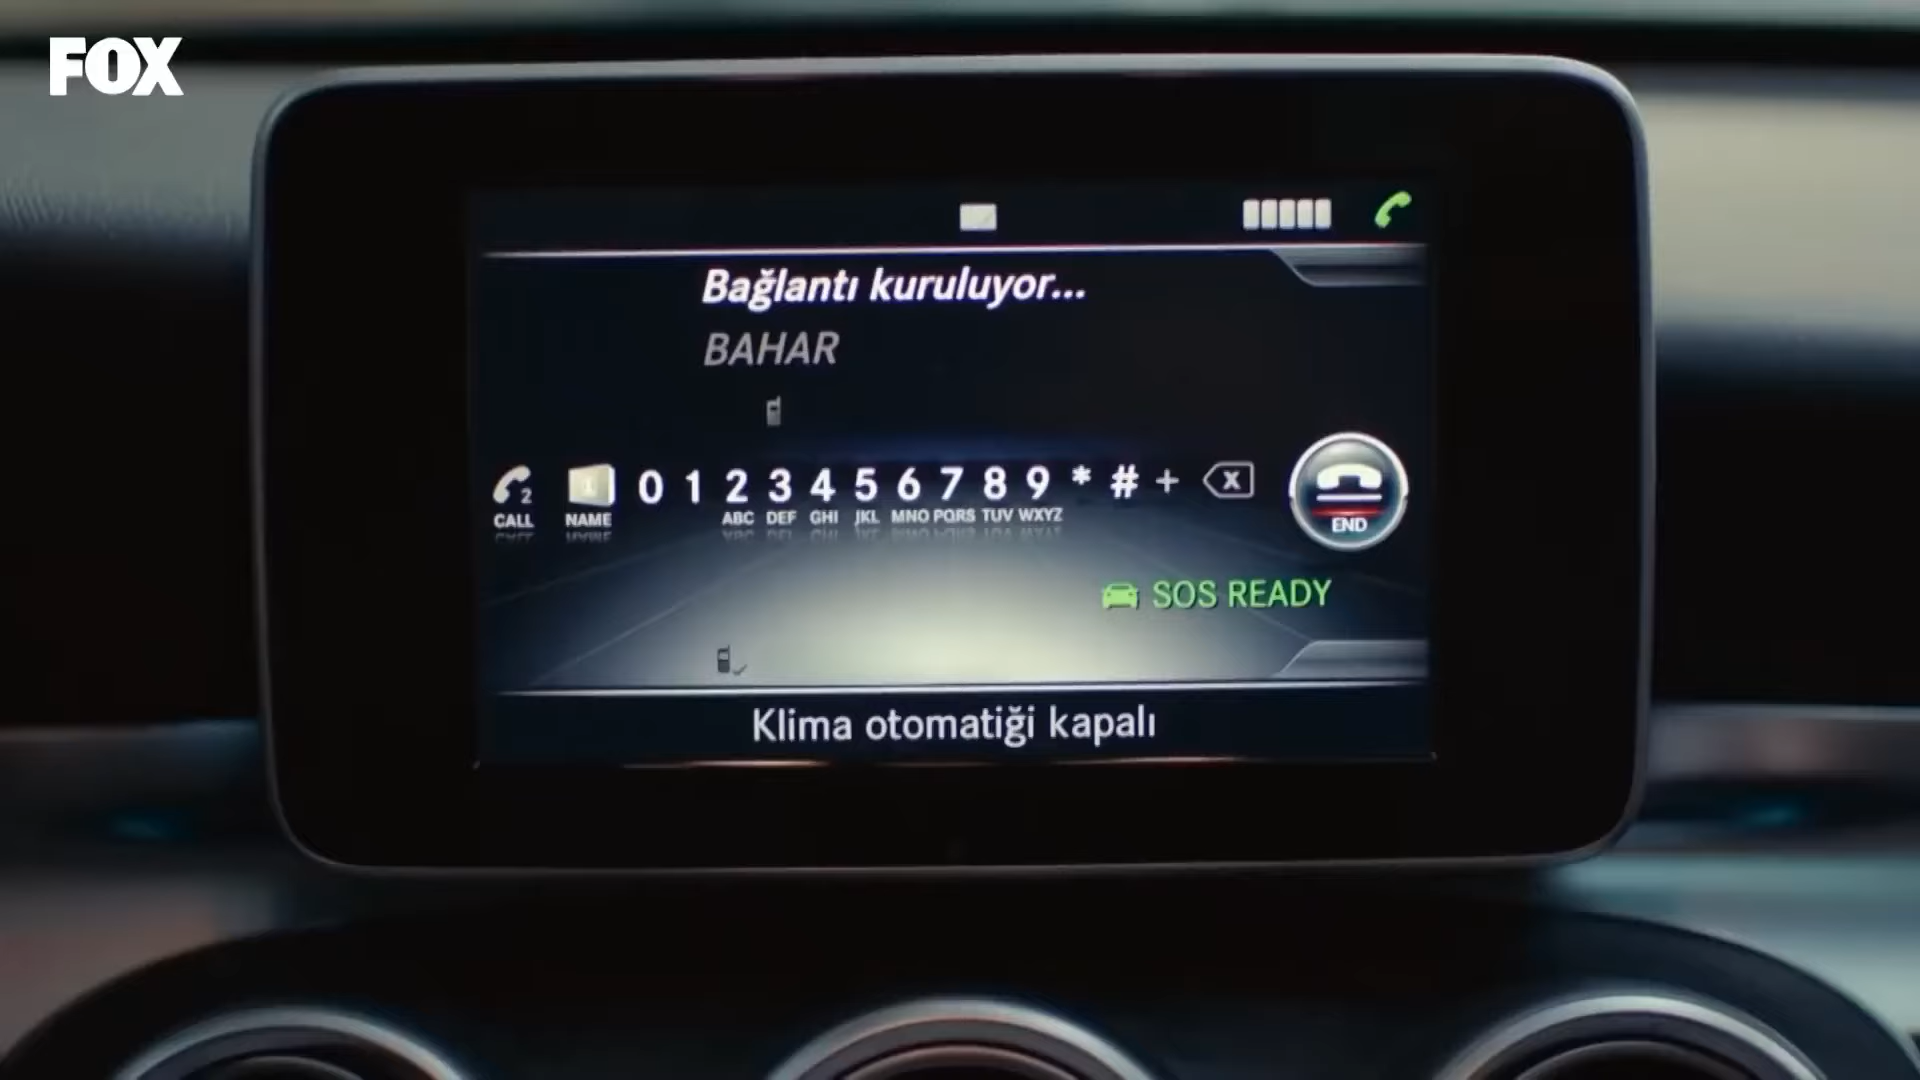 FOX
Bağlantı kuruluyor...
BAHAR
2 0 1 2 3 4 5 6 7 8 9 * # + X
CALL NAME ABC DEF GHI JKL MNO PQRS TUV WXYZ END
SOS READY
Klima otomatiği kapalı